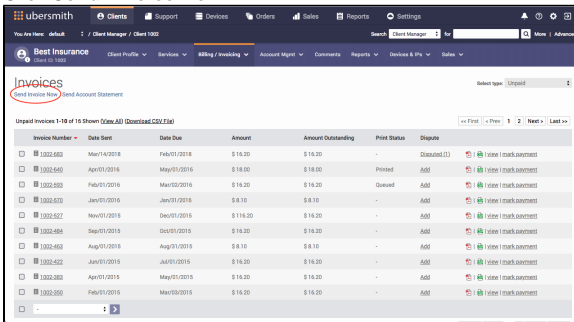 ubersmith Clients Support Devices Orders Sales Reports Settings
You Are Here: default / Client Manager / Client 1002 Search Client Manager for More | Advance
Best Insurance Client Profile Services Billing / Invoicing Account Mgmt Comments Reports Devices & IPs Sales
Client ID: 1002
Invoices Select type: Unpaid
Send Invoice Now Send Account Statement
Unpaid Invoices 1-10 of 16 Shown (View All) (Download CSV File) << First < Prev 1 2 Next > Last >>
Invoice Number Date Sent Date Due Amount Amount Outstanding Print Status Dispute
1002-683 Mar/14/2018 Feb/01/2018 $ 16.20 $ 16.20 - Disputed (1) | | view | mark payment
1002-640 Apr/01/2016 May/01/2016 $ 18.00 $ 18.00 Printed Add | | view | mark payment
1002-693 Feb/01/2016 Mar/02/2016 $ 16.20 $ 16.20 Queued Add | | view | mark payment
1002-570 Jan/01/2016 Jan/31/2016 $ 8.10 $ 8.10 - Add | | view | mark payment
1002-527 Nov/01/2015 Dec/01/2015 $ 116.20 $ 16.20 - Add | | view | mark payment
1002-484 Sep/01/2015 Oct/01/2015 $ 16.20 $ 16.20 - Add | | view | mark payment
1002-463 Aug/01/2015 Aug/31/2015 $ 8.10 $ 8.10 - Add | | view | mark payment
1002-422 Jun/01/2015 Jul/01/2015 $ 16.20 $ 16.20 - Add | | view | mark payment
1002-383 Apr/01/2015 May/01/2015 $ 16.20 $ 16.20 - Add | | view | mark payment
1002-350 Feb/01/2015 Mar/03/2015 $ 16.20 $ 16.20 - Add | | view | mark payment
-